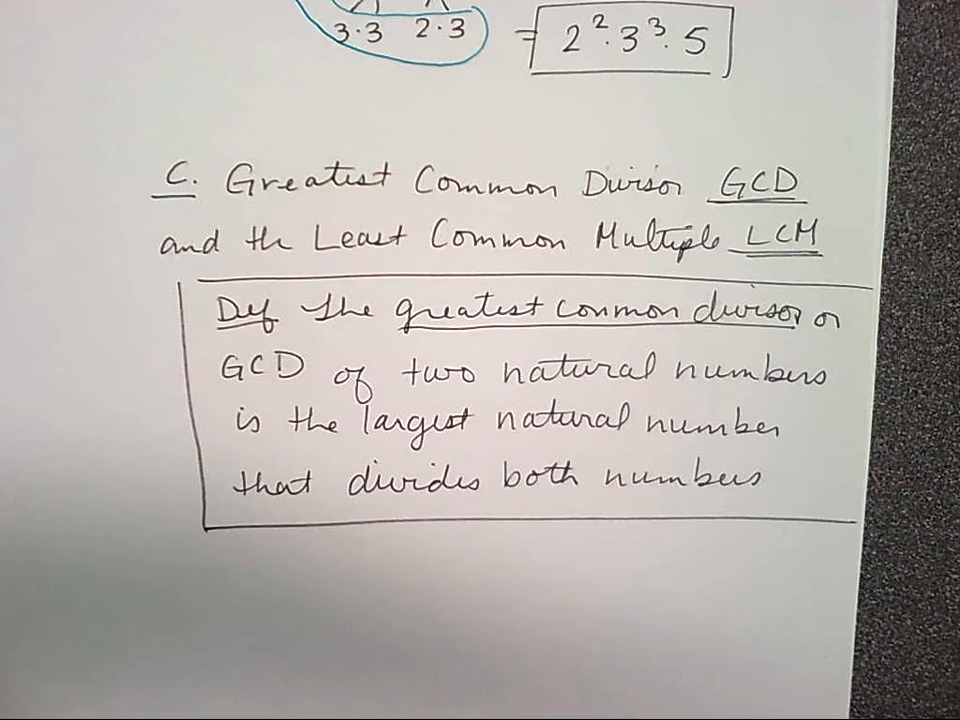 3·3 2·3 = 2²·3³·5
C. Greatest Common Divisor GCD
and the Least Common Multiple LCM
Def The greatest common divisor or
GCD of two natural numbers
is the largest natural number
that divides both numbers